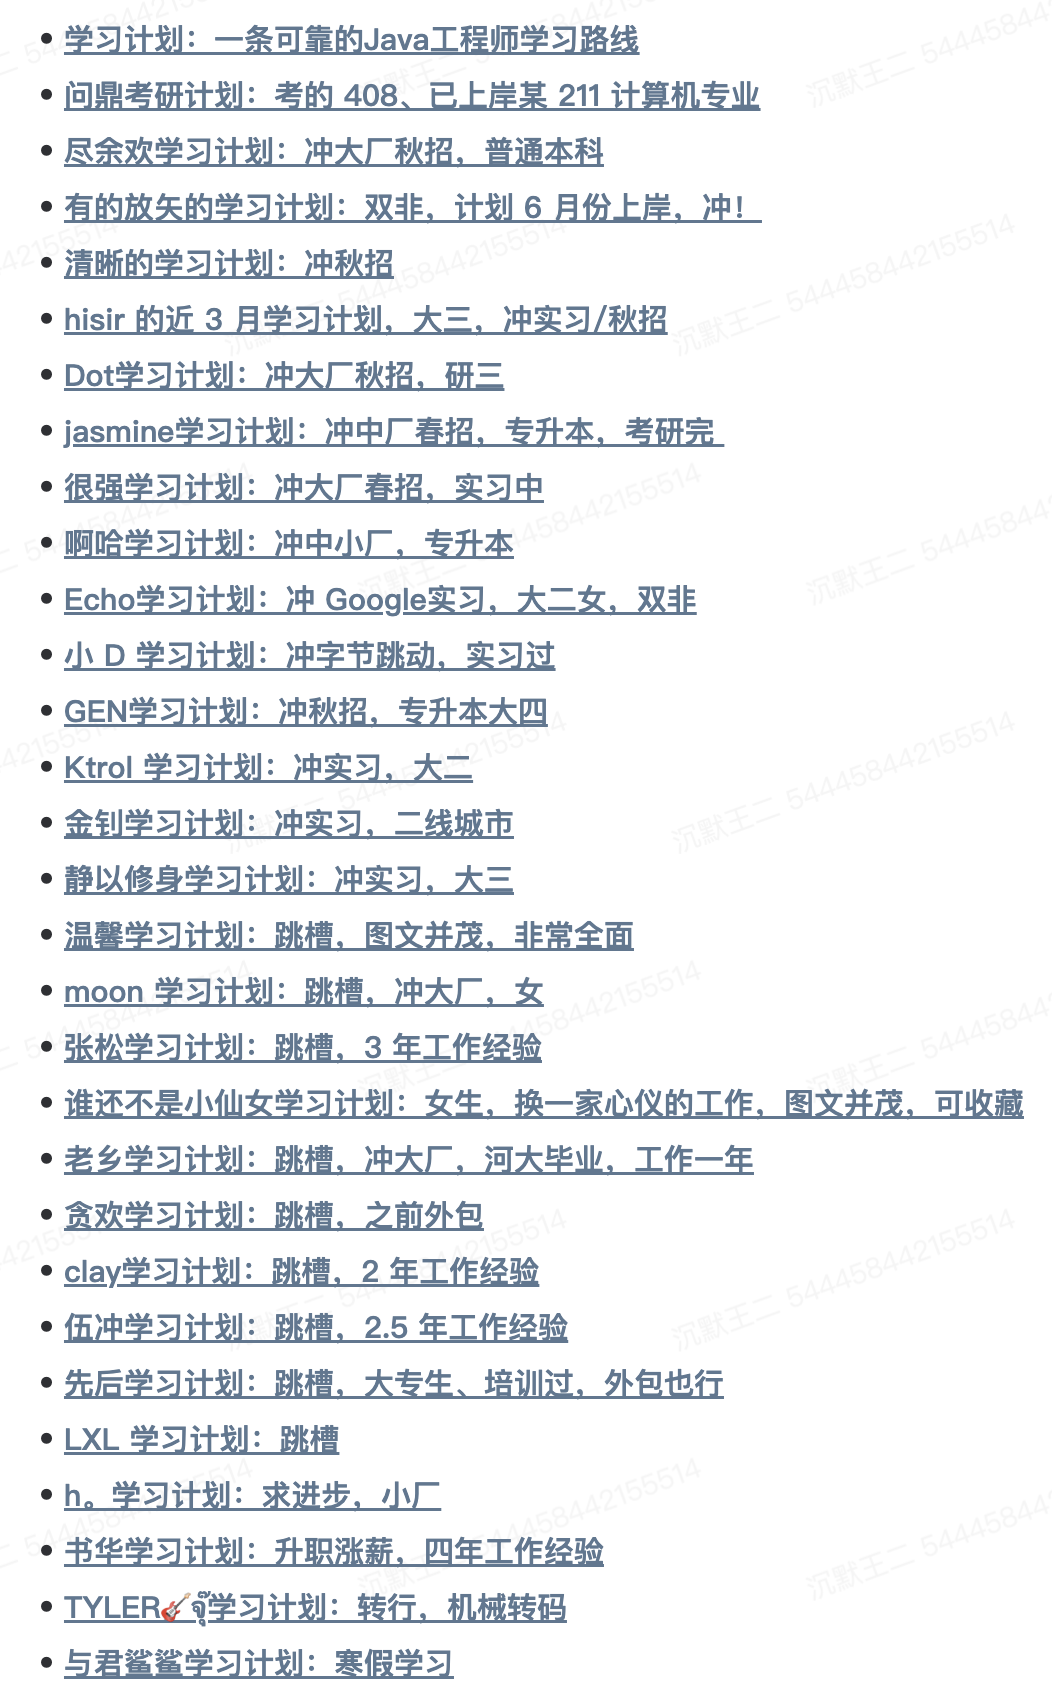 学习计划：一条可靠的Java工程师学习路线
问鼎考研计划：考的 408、已上岸某 211 计算机专业
尽余欢学习计划：冲大厂秋招，普通本科
有的放矢的学习计划：双非，计划 6 月份上岸，冲！
清晰的学习计划：冲秋招
hisir 的近 3 月学习计划，大三，冲实习/秋招
Dot学习计划：冲大厂秋招，研三
jasmine学习计划：冲中厂春招，专升本，考研完
很强学习计划：冲大厂春招，实习中
啊哈学习计划：冲中小厂，专升本
Echo学习计划：冲 Google实习，大二女，双非
小 D 学习计划：冲字节跳动，实习过
GEN学习计划：冲秋招，专升本大四
Ktrol 学习计划：冲实习，大二
金钊学习计划：冲实习，二线城市
静以修身学习计划：冲实习，大三
温馨学习计划：跳槽，图文并茂，非常全面
moon 学习计划：跳槽，冲大厂，女
张松学习计划：跳槽，3 年工作经验
谁还不是小仙女学习计划：女生，换一家心仪的工作，图文并茂，可收藏
老乡学习计划：跳槽，冲大厂，河大毕业，工作一年
贪欢学习计划：跳槽，之前外包
clay学习计划：跳槽，2 年工作经验
伍冲学习计划：跳槽，2.5 年工作经验
先后学习计划：跳槽，大专生、培训过，外包也行
LXL 学习计划：跳槽
h。学习计划：求进步，小厂
书华学习计划：升职涨薪，四年工作经验
TYLER🎸จุ๊学习计划：转行，机械转码
与君鲨鲨学习计划：寒假学习
沉默王二 544458442155514